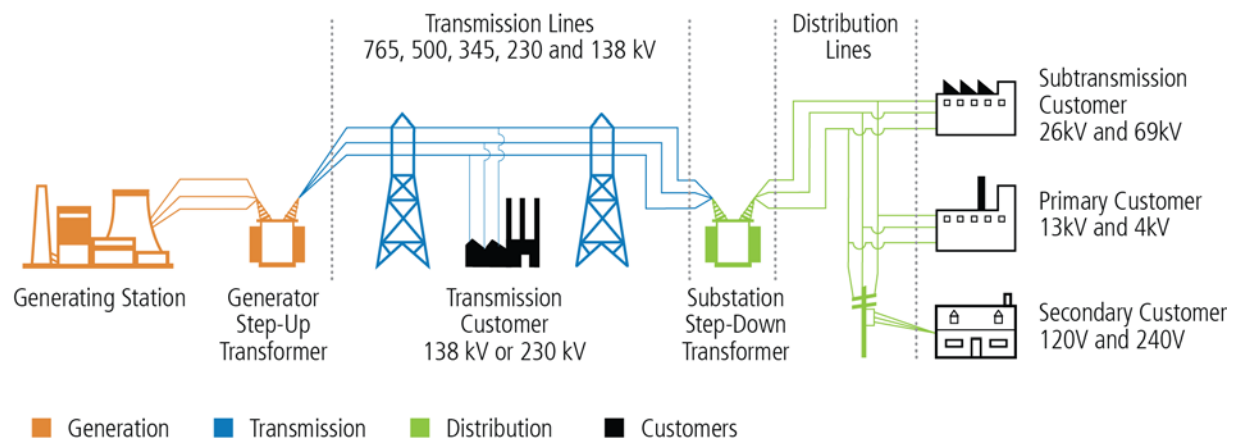 Transmission Lines
765, 500, 345, 230 and 138 kV
Distribution
Lines
Subtransmission
Customer
26kV and 69kV
Primary Customer
13kV and 4kV
Secondary Customer
120V and 240V
Generating Station
Generator
Step-Up
Transformer
Transmission
Customer
138 kV or 230 kV
Substation
Step-Down
Transformer
Generation
Transmission
Distribution
Customers